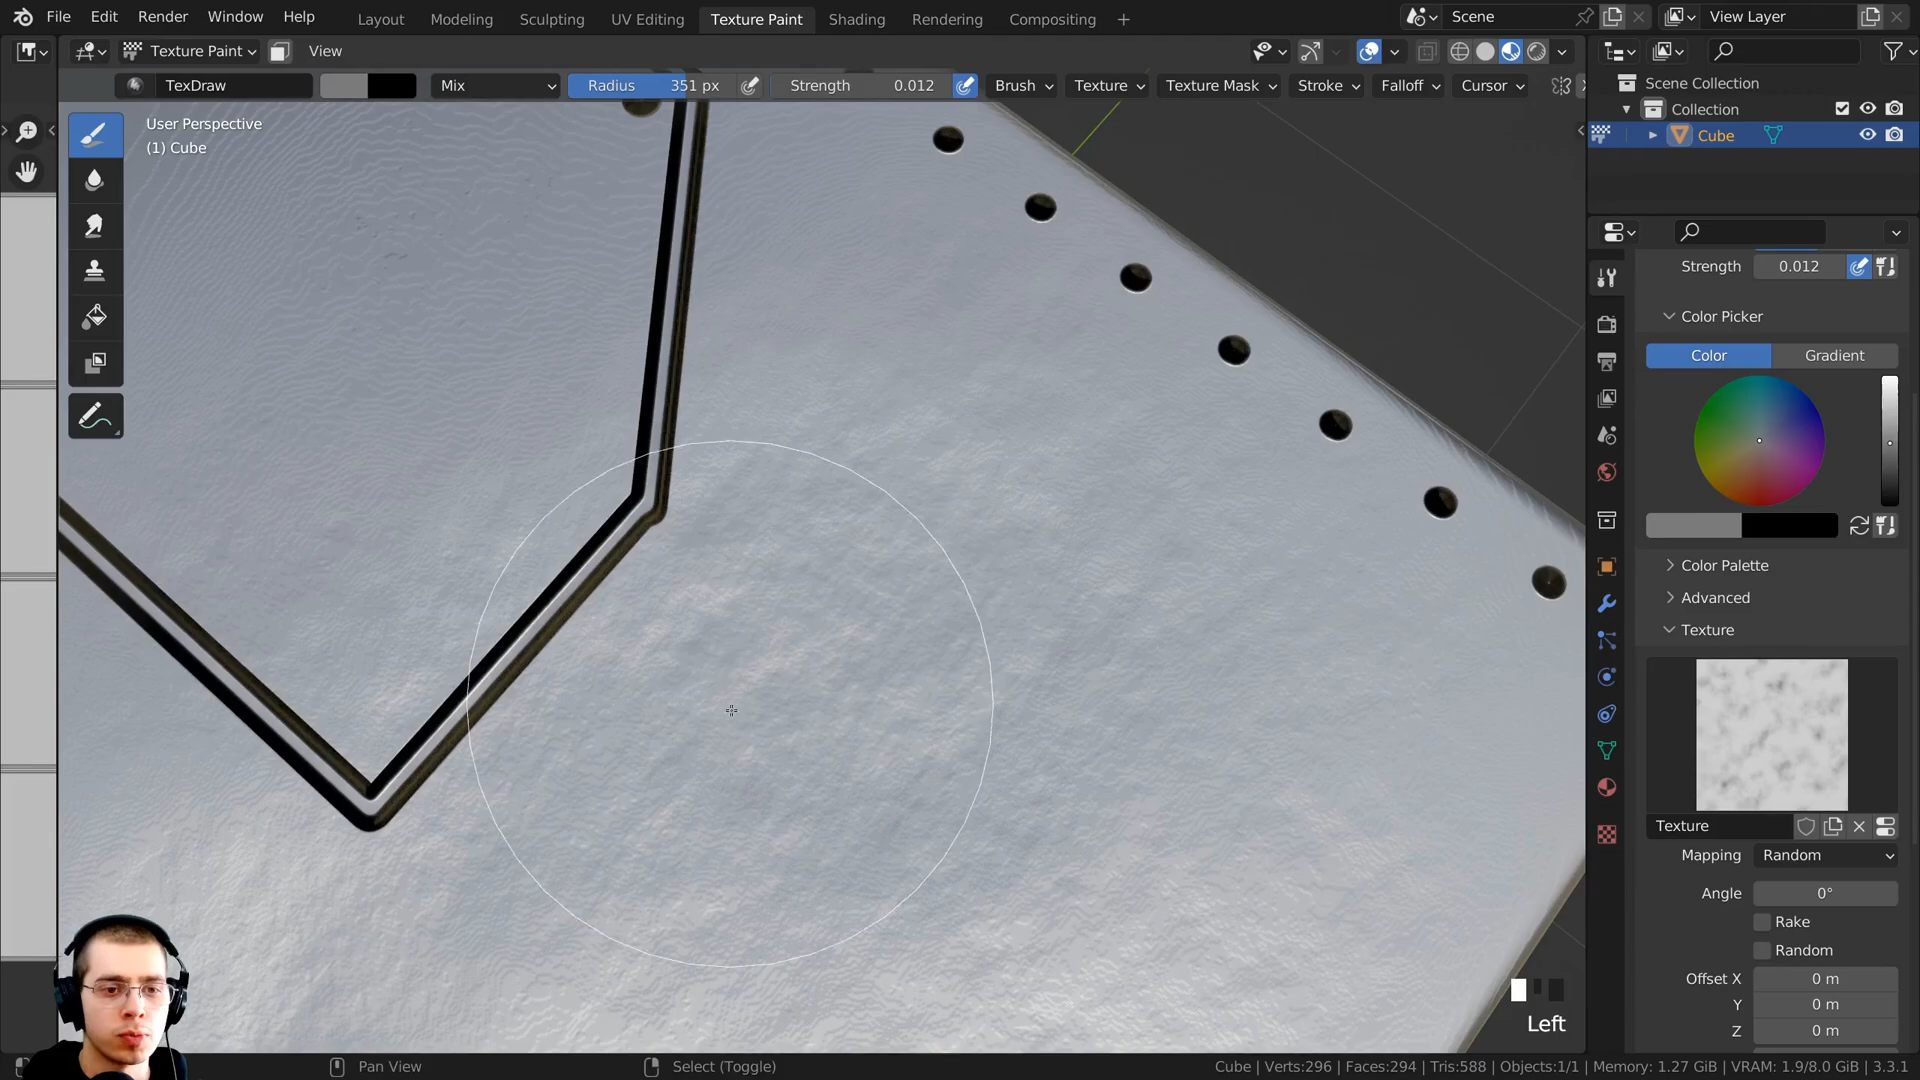 File Edit Render Window Help Layout Modeling Sculpting UV Editing Texture Paint Shading Rendering Compositing Scene View Layer
Texture Paint View
TexDraw Mix Radius 351 px Strength 0.012 Brush Texture Texture Mask Stroke Falloff Cursor
User Perspective
(1) Cube
Scene Collection
Collection
Cube
Strength 0.012
Color Picker
Color Gradient
Color Palette
Advanced
Texture
Texture
Mapping Random
Angle 0°
Rake
Random
Offset X 0 m
Y 0 m
Z 0 m
Left
Pan View Select (Toggle) Cube | Verts:296 | Faces:294 | Tris:588 | Objects:1/1 | Memory: 1.27 GiB | VRAM: 1.9/8.0 GiB | 3.3.1